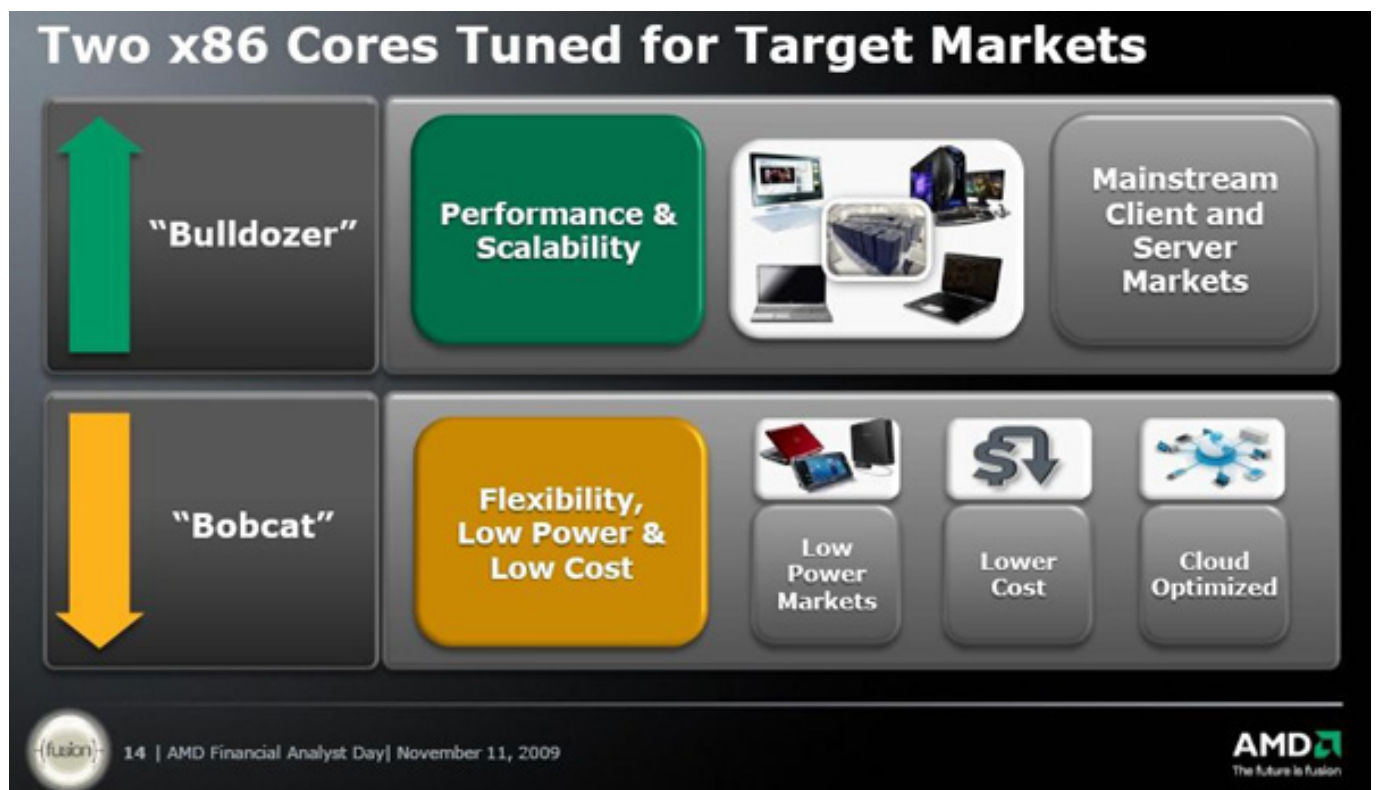 Two x86 Cores Tuned for Target Markets
“Bulldozer”
Performance &
Scalability
Mainstream
Client and
Server
Markets
“Bobcat”
Flexibility,
Low Power &
Low Cost
Low
Power
Markets
Lower
Cost
Cloud
Optimized
fusion
14 | AMD Financial Analyst Day| November 11, 2009
AMD
The future is fusion